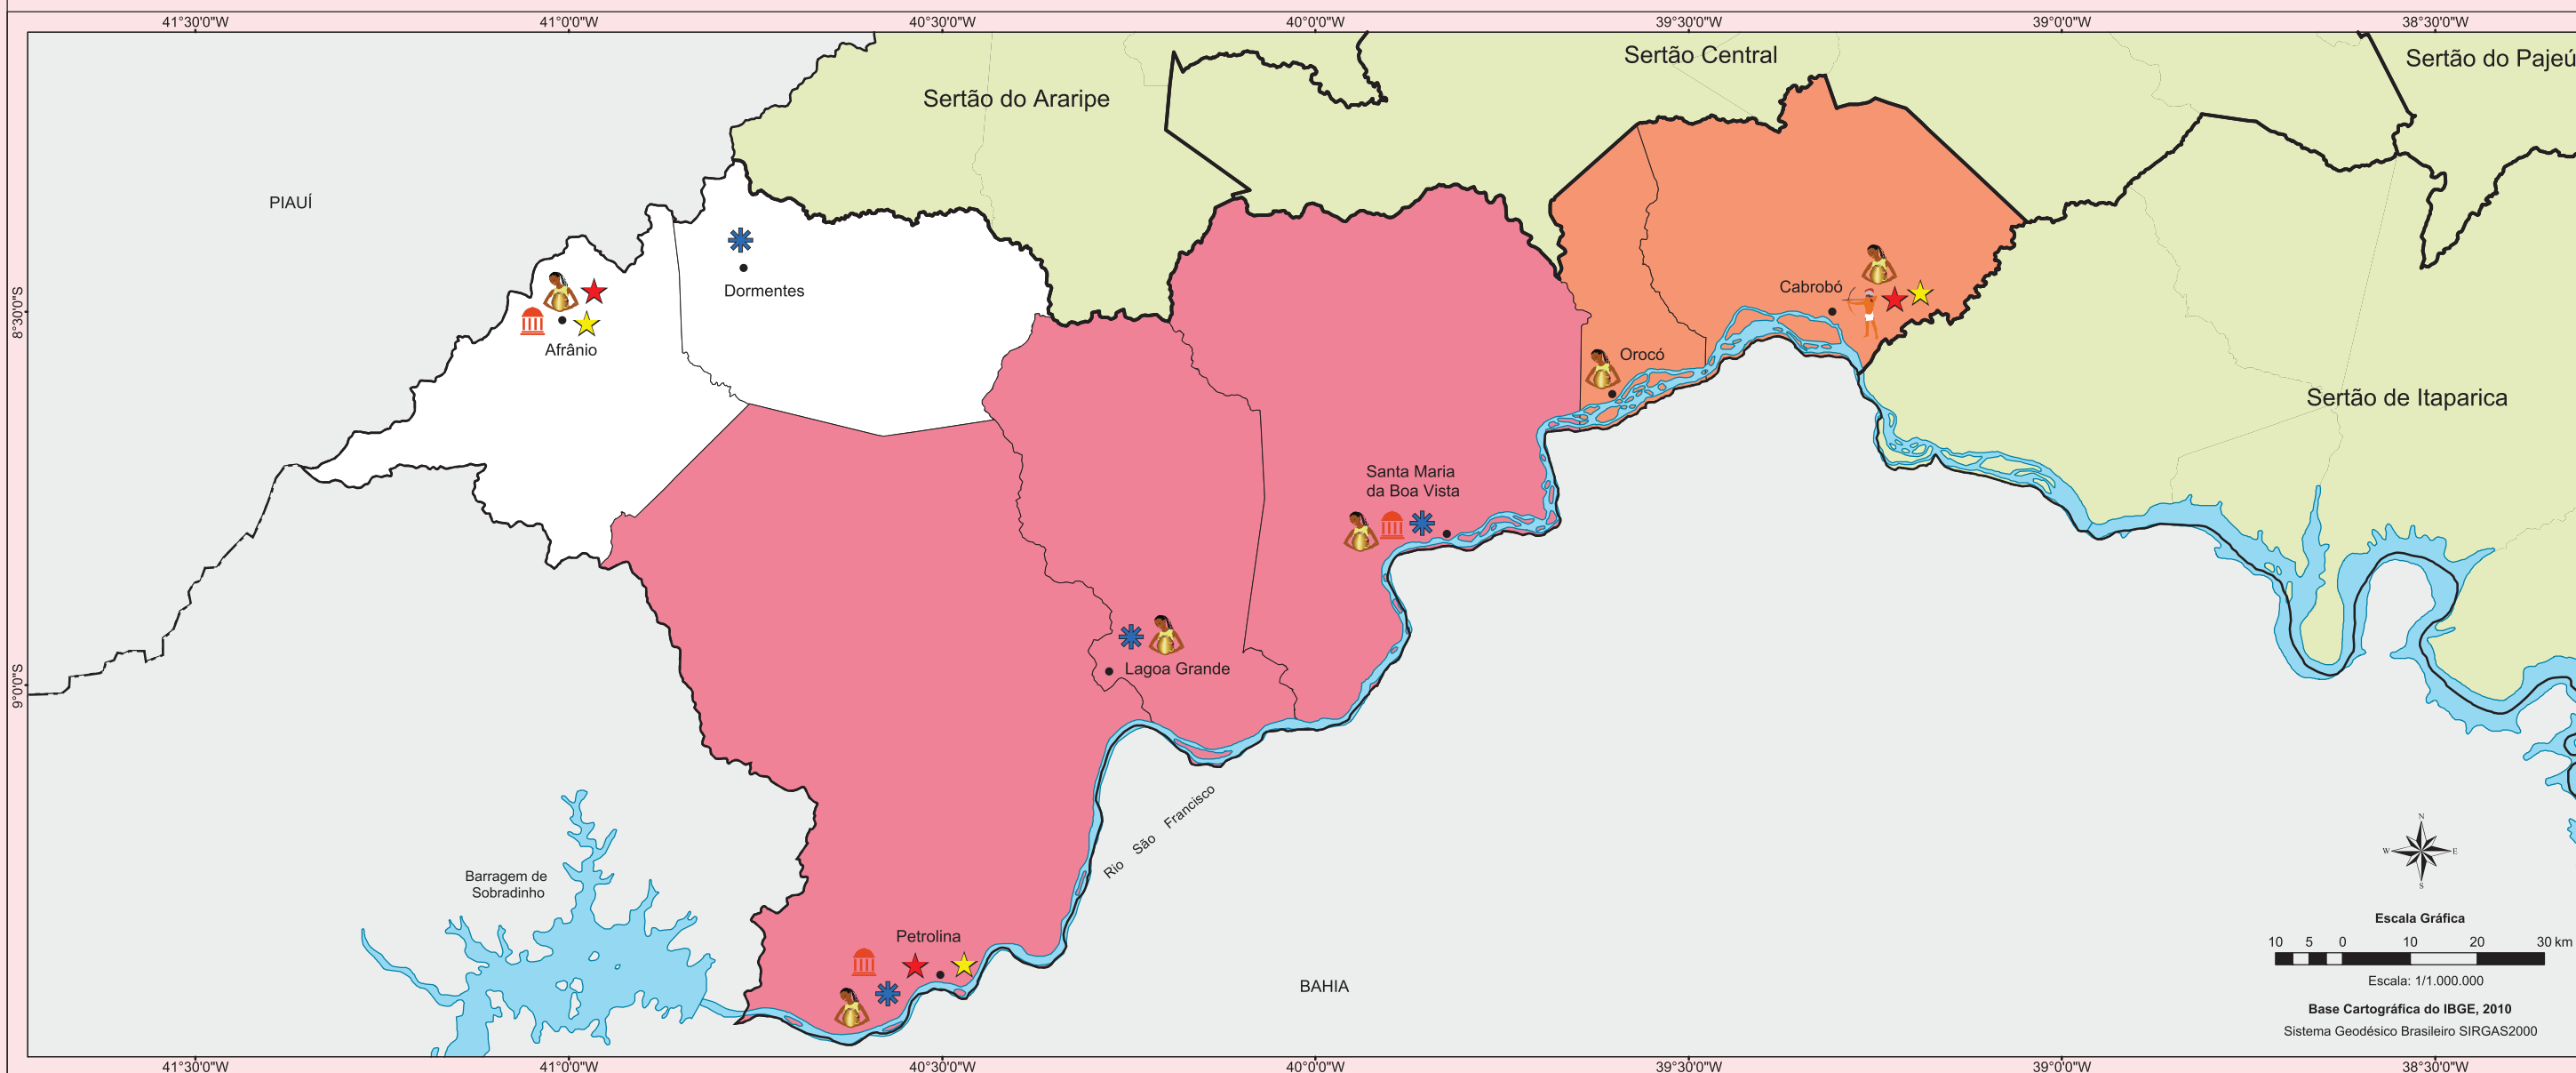 41°30'0"W 41°0'0"W 40°30'0"W 40°0'0"W 39°30'0"W 39°0'0"W 38°30'0"W
Sertão Central
Sertão do Pajeú
Sertão do Araripe
PIAUÍ
Dormentes
Cabrobó
8°30'0"S
Afrânio
Orocó
Sertão de Itaparica
Santa Maria
da Boa Vista
Lagoa Grande
9°0'0"S
Rio São Francisco
N
W E
S
Barragem de
Sobradinho
Petrolina
BAHIA
Escala Gráfica
10 5 0 10 20 30 km
Escala: 1/1.000.000
Base Cartográfica do IBGE, 2010
Sistema Geodésico Brasileiro SIRGAS2000
41°30'0"W 41°0'0"W 40°30'0"W 40°0'0"W 39°30'0"W 39°0'0"W 38°30'0"W